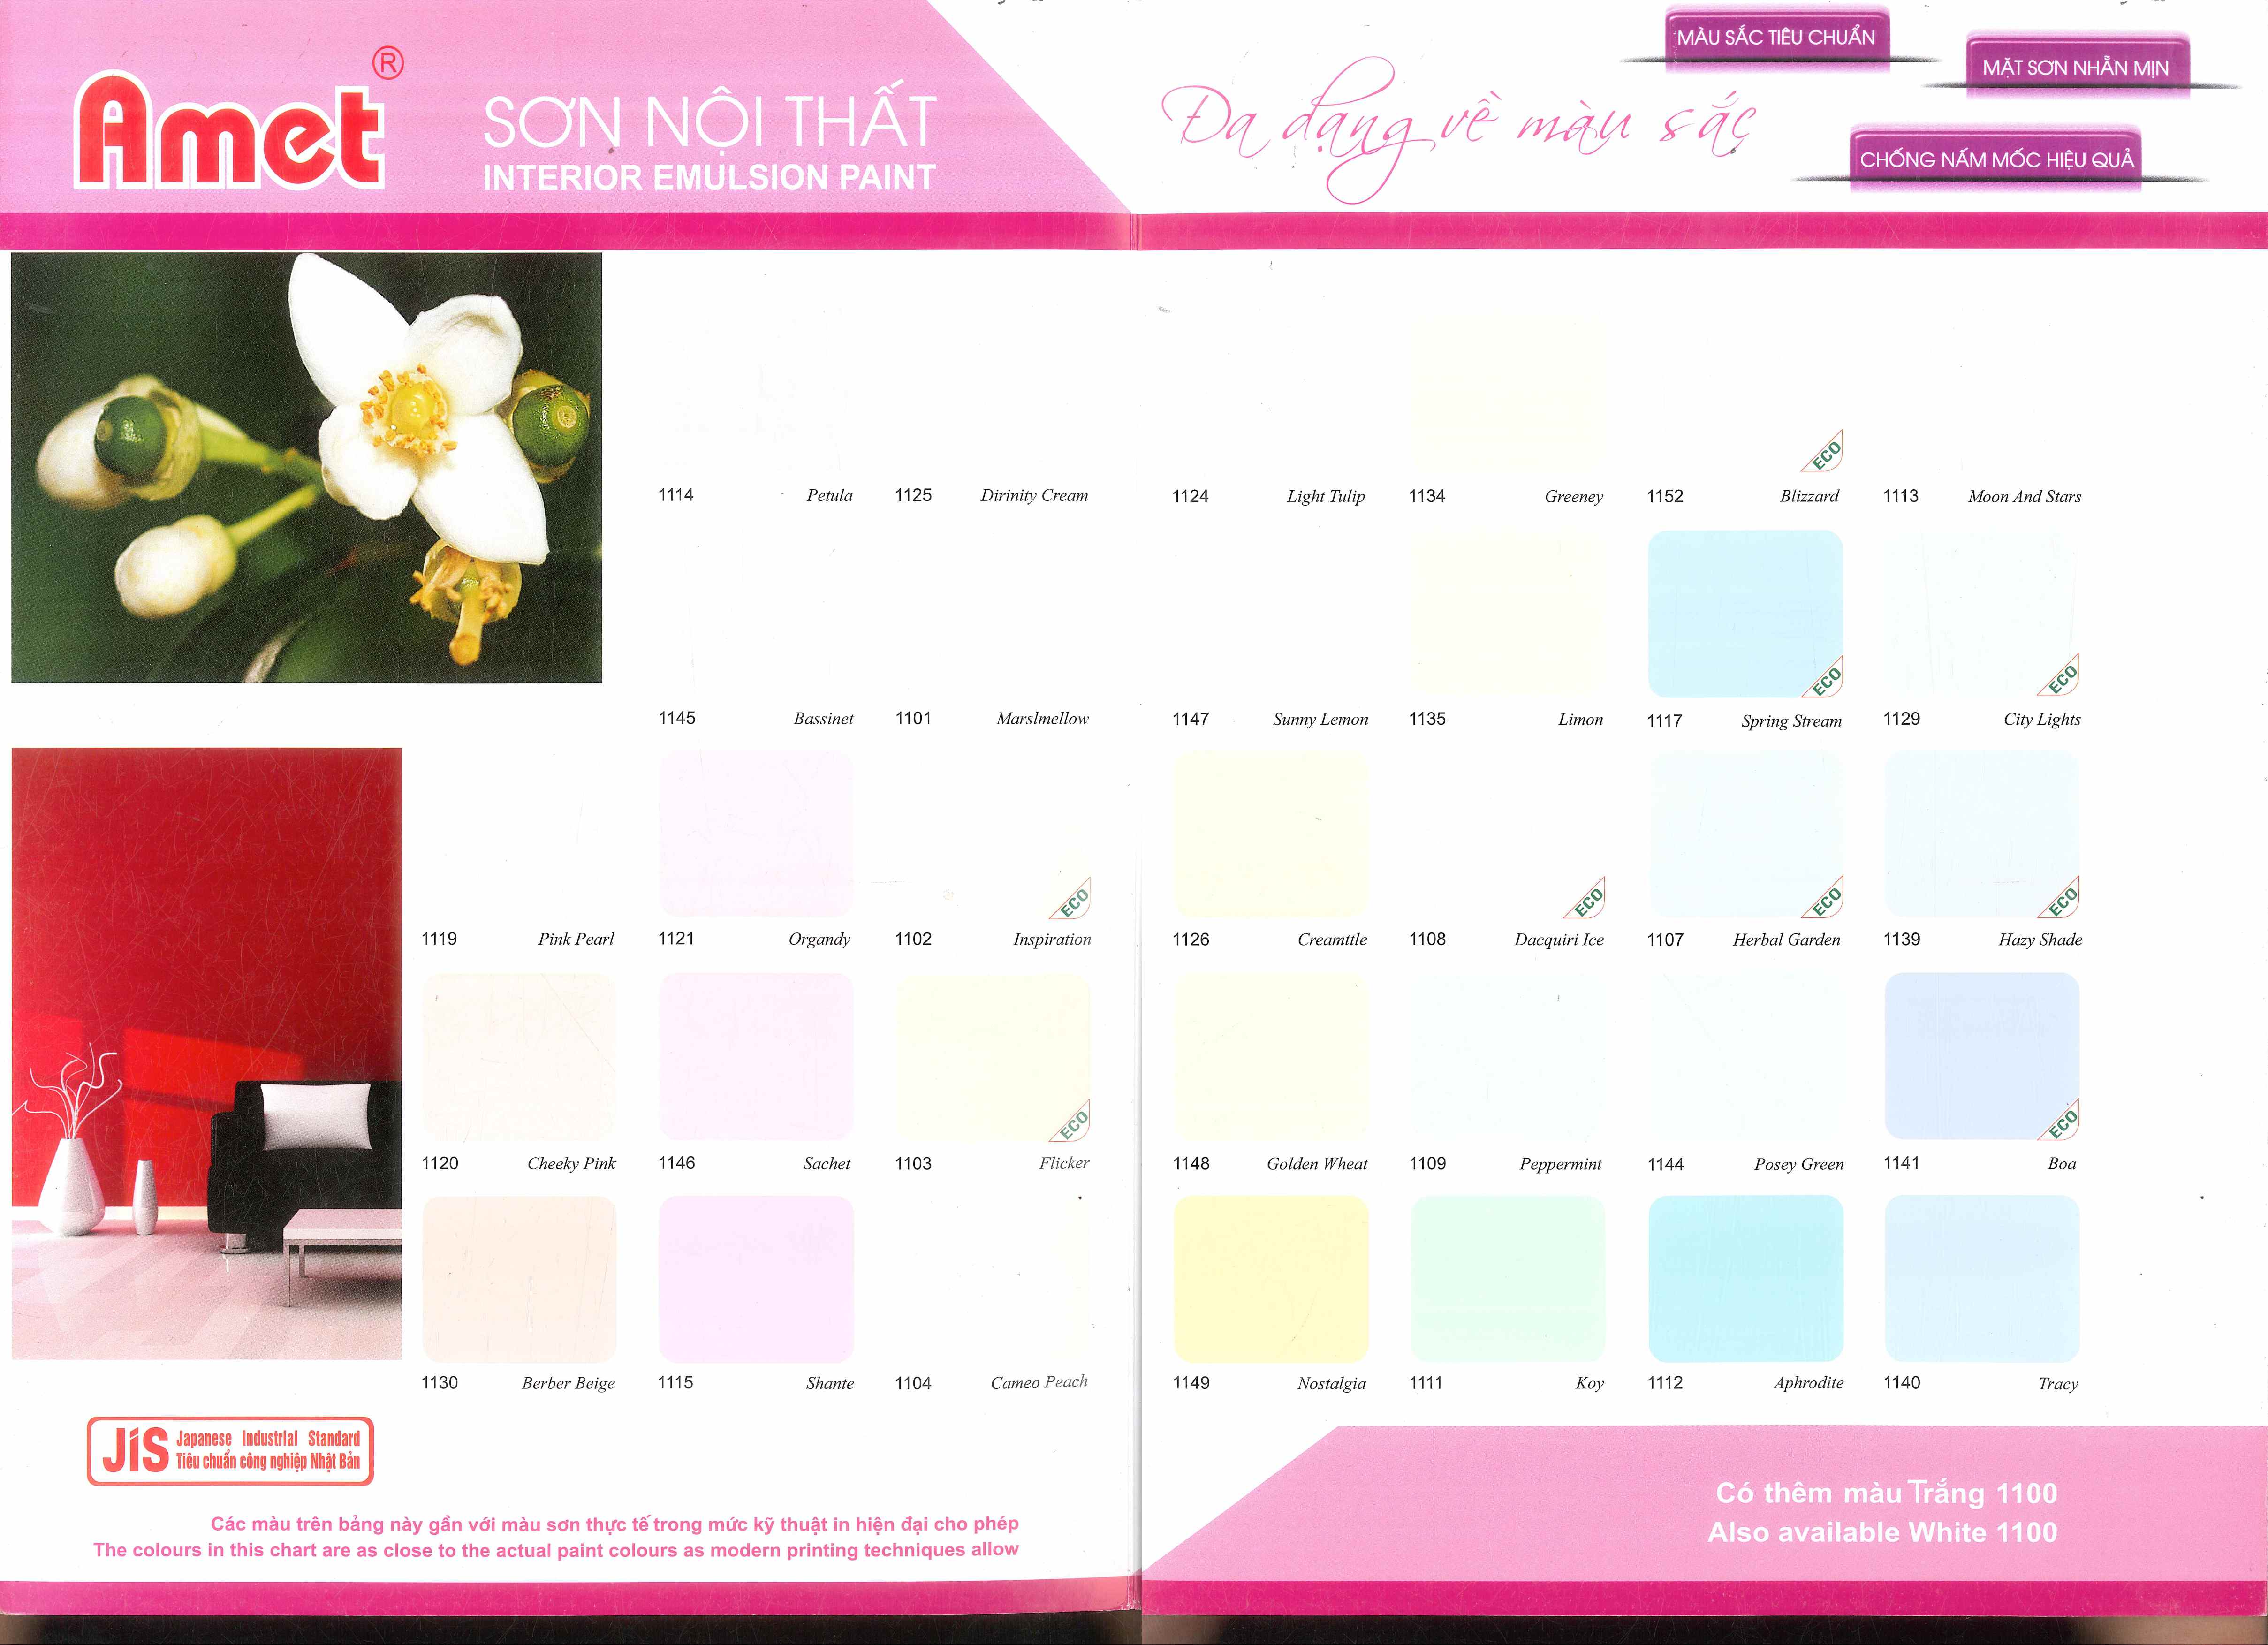 Amet ®
SƠN NỘI THẤT
INTERIOR EMULSION PAINT
Đa dạng về màu sắc
MÀU SẮC TIÊU CHUẨN
MẶT SƠN NHẴN MỊN
CHỐNG NẤM MỐC HIỆU QUẢ
ECO
1114 Petula 1125 Dirinity Cream 1124 Light Tulip 1134 Greeney 1152 Blizzard 1113 Moon And Stars
ECO ECO
1145 Bassinet 1101 Marslmellow 1147 Sunny Lemon 1135 Limon 1117 Spring Stream 1129 City Lights
ECO ECO ECO ECO
1119 Pink Pearl 1121 Organdy 1102 Inspiration 1126 Creamttle 1108 Dacquiri Ice 1107 Herbal Garden 1139 Hazy Shade
ECO ECO
1120 Cheeky Pink 1146 Sachet 1103 Flicker 1148 Golden Wheat 1109 Peppermint 1144 Posey Green 1141 Boa
1130 Berber Beige 1115 Shante 1104 Cameo Peach 1149 Nostalgia 1111 Koy 1112 Aphrodite 1140 Tracy
JIS Japanese Industrial Standard
Tiêu chuẩn công nghiệp Nhật Bản
Các màu trên bảng này gần với màu sơn thực tế trong mức kỹ thuật in hiện đại cho phép
The colours in this chart are as close to the actual paint colours as modern printing techniques allow
Có thêm màu Trắng 1100
Also available White 1100